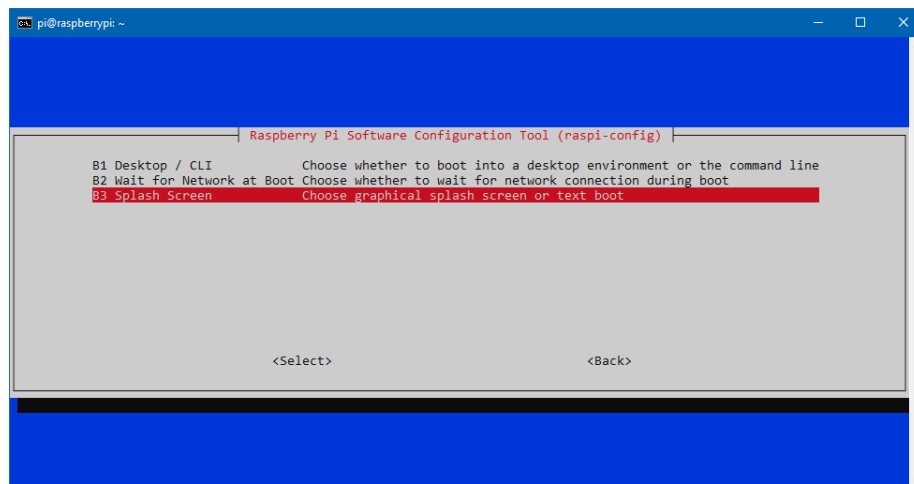 pi@raspberrypi: ~
Raspberry Pi Software Configuration Tool (raspi-config)
B1 Desktop / CLI Choose whether to boot into a desktop environment or the command line
B2 Wait for Network at Boot Choose whether to wait for network connection during boot
B3 Splash Screen Choose graphical splash screen or text boot
<Select> <Back>